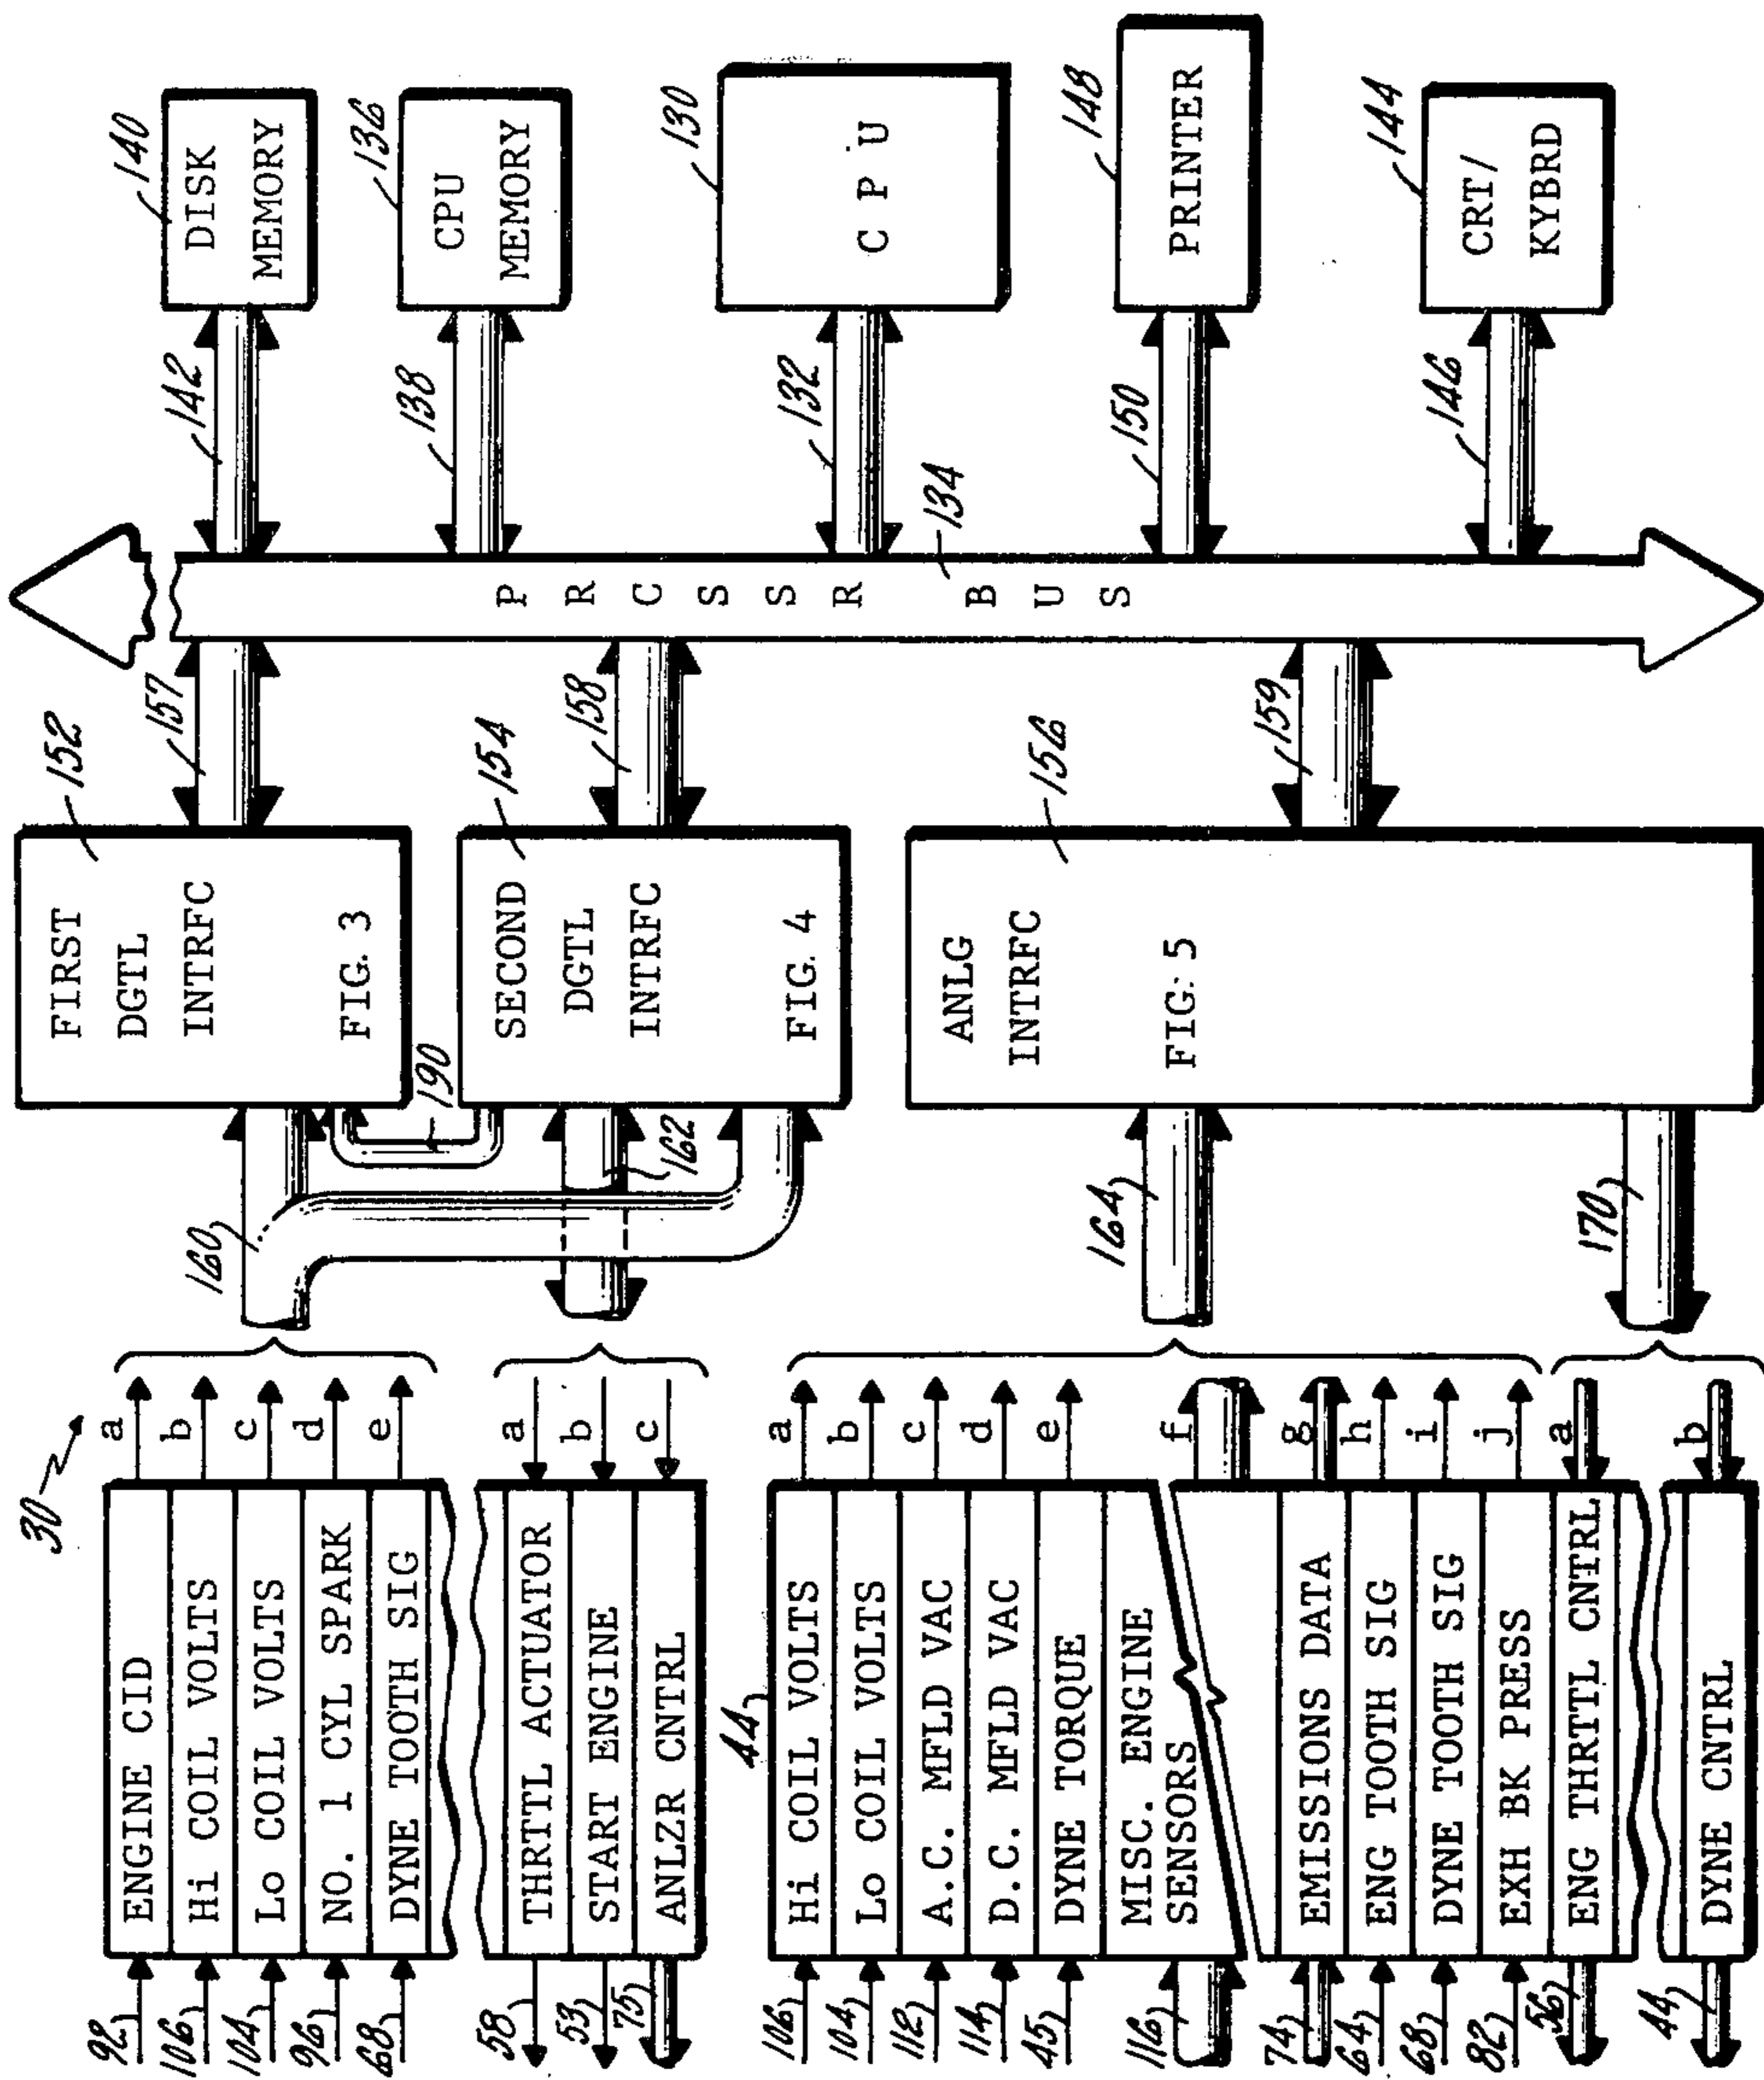 30
92
ENGINE CID
a
106
Hi COIL VOLTS
b
104
Lo COIL VOLTS
c
96
NO. 1 CYL SPARK
d
68
DYNE TOOTH SIG
e
58
THRTTL ACTUATOR
a
53
START ENGINE
b
75
ANLZR CNTRL
c
44
106
Hi COIL VOLTS
a
104
Lo COIL VOLTS
b
112
A.C. MFLD VAC
c
114
D.C. MFLD VAC
d
45
DYNE TORQUE
e
116
MISC. ENGINE
SENSORS
f
74
EMISSIONS DATA
g
64
ENG TOOTH SIG
h
68
DYNE TOOTH SIG
i
82
EXH BK PRESS
j
56
ENG THRTTL CNTRL
a
44
DYNE CNTRL
b
160
190
162
164
170
FIRST
DGTL
INTRFC
FIG. 3
152
SECOND
DGTL
INTRFC
FIG. 4
154
ANLG
INTRFC
FIG. 5
156
157
158
159
PRCSSR BUS
134
142
138
132
150
146
DISK
MEMORY
140
CPU
MEMORY
136
CPU
130
PRINTER
148
CRT/
KYBRD
144